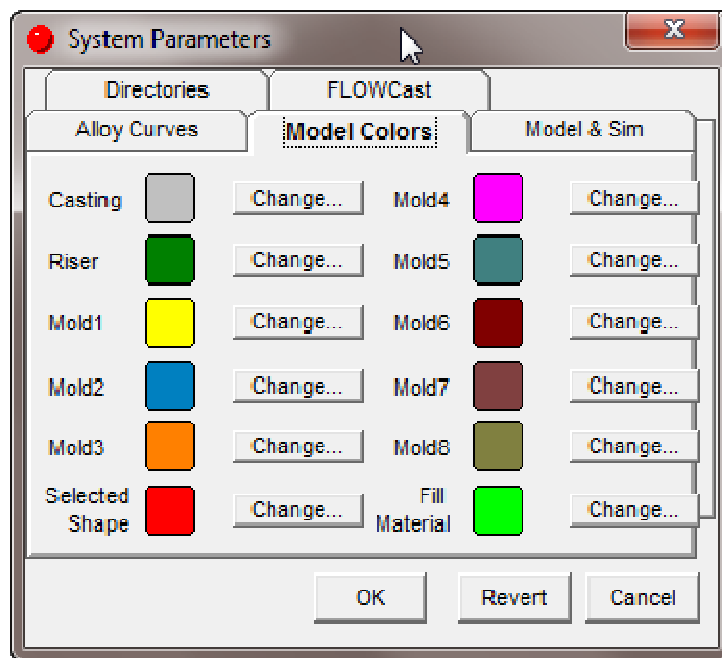 System Parameters
Directories FLOWCast
Alloy Curves Model Colors Model & Sim
Casting Change... Mold4 Change...
Riser Change... Mold5 Change...
Mold1 Change... Mold6 Change...
Mold2 Change... Mold7 Change...
Mold3 Change... Mold8 Change...
Selected Fill
Shape Change... Material Change...
OK Revert Cancel